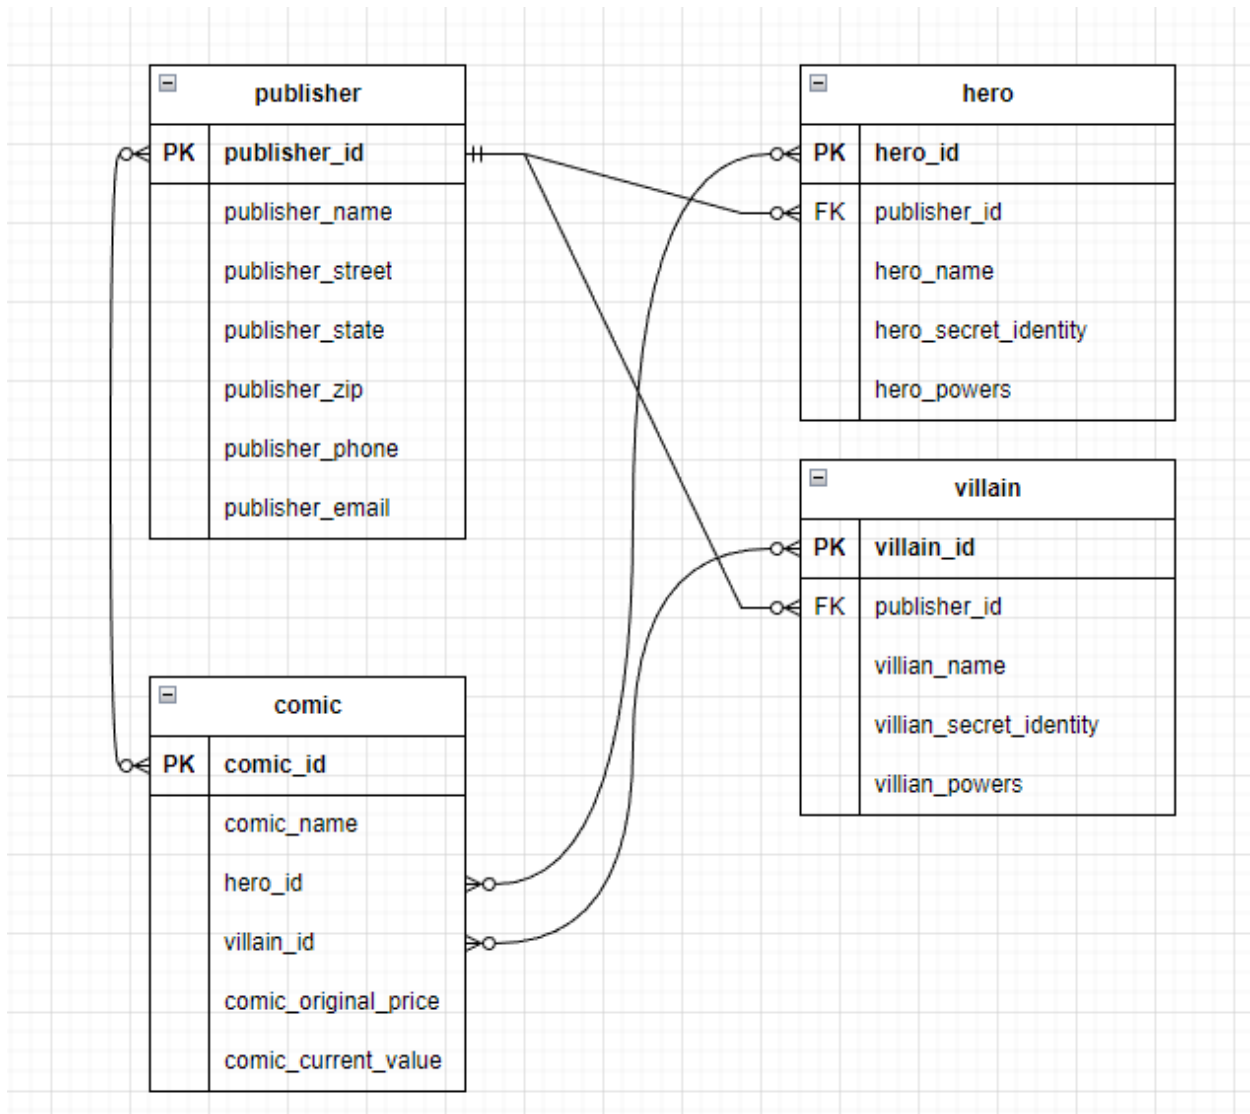 publisher
PK publisher_id
publisher_name
publisher_street
publisher_state
publisher_zip
publisher_phone
publisher_email
hero
PK hero_id
FK publisher_id
hero_name
hero_secret_identity
hero_powers
villain
PK villain_id
FK publisher_id
villian_name
villian_secret_identity
villian_powers
comic
PK comic_id
comic_name
hero_id
villain_id
comic_original_price
comic_current_value